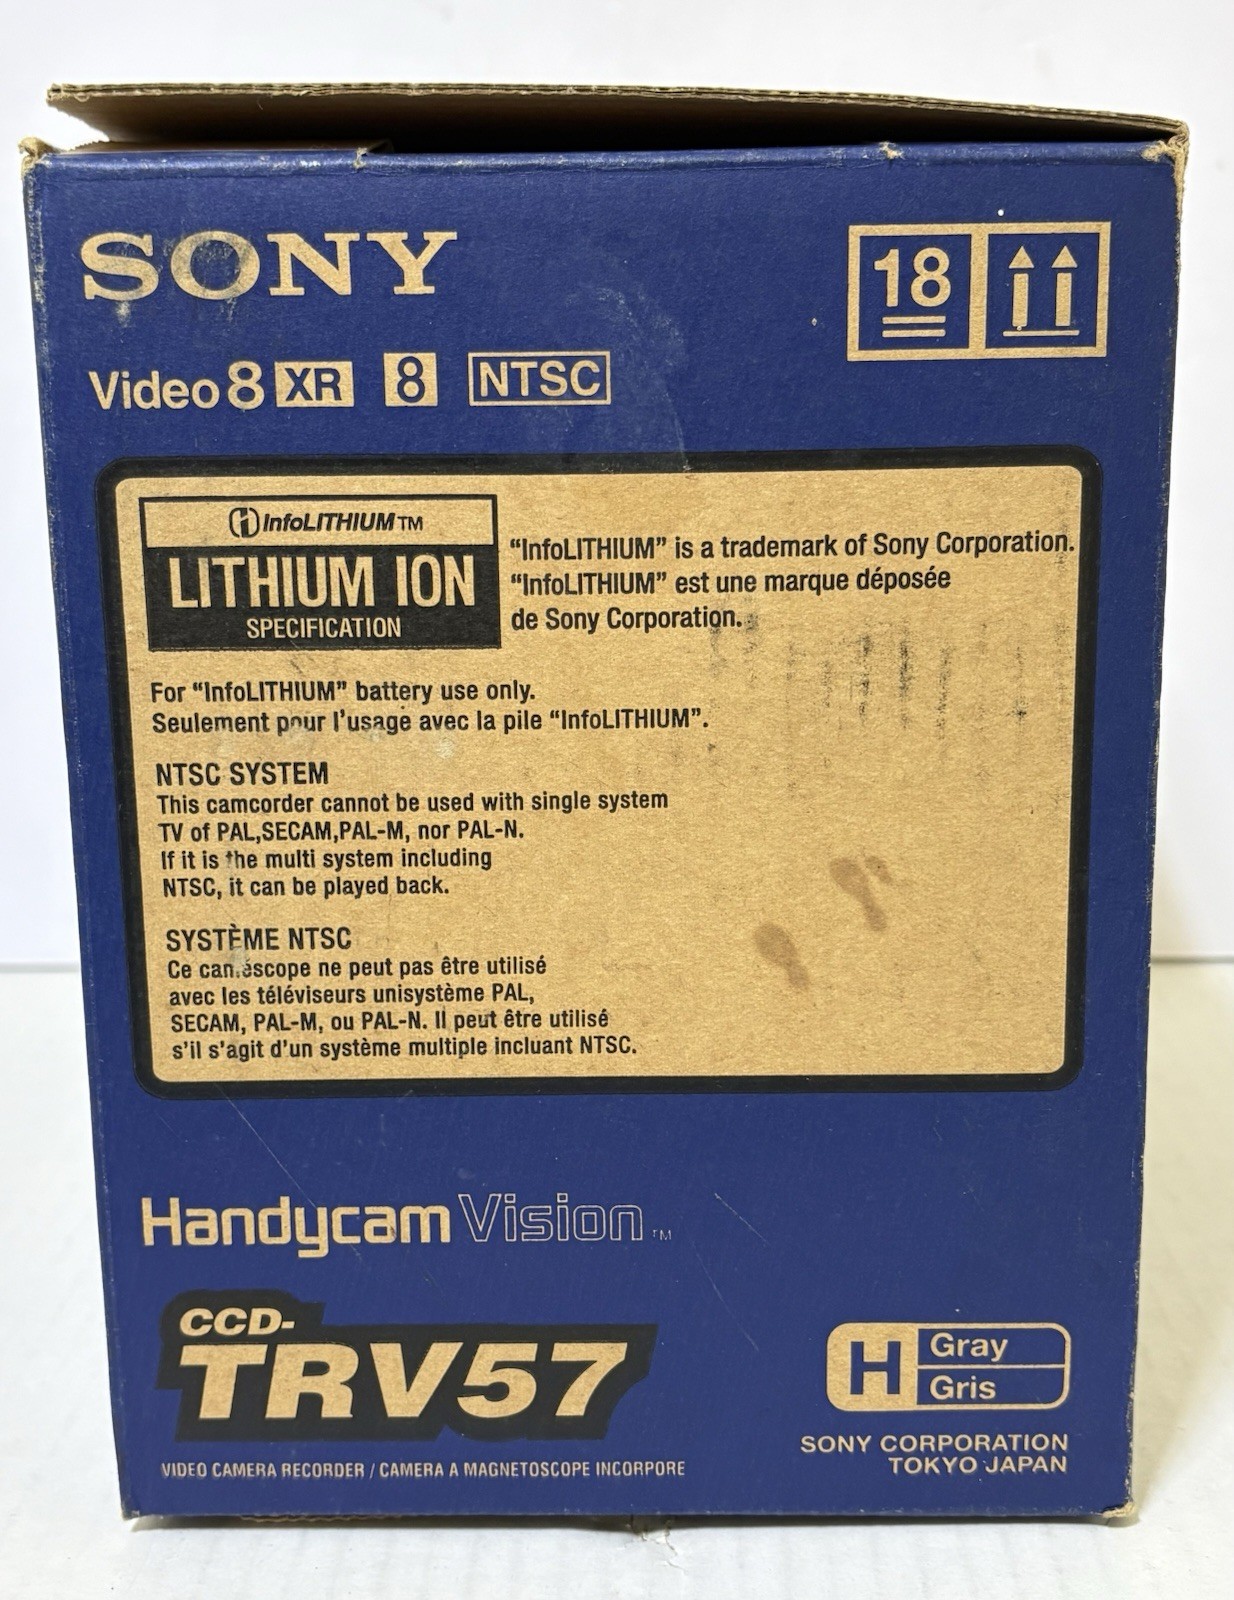 SONY
18
Video8 XR 8 NTSC
InfoLITHIUM™
LITHIUM ION
SPECIFICATION
“InfoLITHIUM” is a trademark of Sony Corporation.
“InfoLITHIUM” est une marque déposée
de Sony Corporation.
For “InfoLITHIUM” battery use only.
Seulement pour l'usage avec la pile “InfoLITHIUM”.
NTSC SYSTEM
This camcorder cannot be used with single system
TV of PAL,SECAM,PAL-M, nor PAL-N.
If it is the multi system including
NTSC, it can be played back.
SYSTÈME NTSC
Ce caméscope ne peut pas être utilisé
avec les téléviseurs unisystème PAL,
SECAM, PAL-M, ou PAL-N. Il peut être utilisé
s'il s'agit d'un système multiple incluant NTSC.
Handycam Vision TM
CCD-
TRV57
H Gray
Gris
SONY CORPORATION
TOKYO JAPAN
VIDEO CAMERA RECORDER / CAMERA A MAGNETOSCOPE INCORPORE